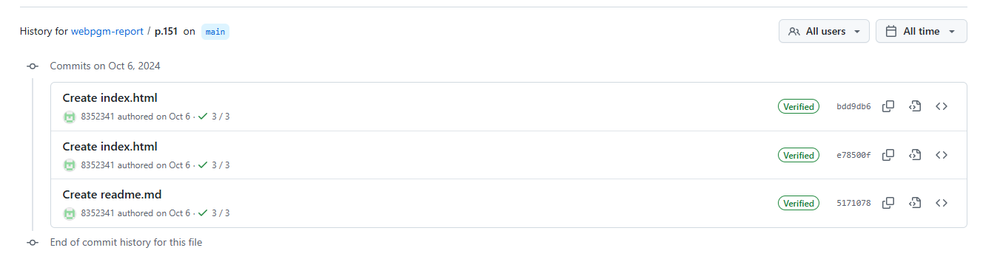 History for webpgm-report / p.151 on main
All users
All time
Commits on Oct 6, 2024
Create index.html
Verified
bdd9db6
8352341 authored on Oct 6 · 3 / 3
Create index.html
Verified
e78500f
8352341 authored on Oct 6 · 3 / 3
Create readme.md
Verified
5171078
8352341 authored on Oct 6 · 3 / 3
End of commit history for this file